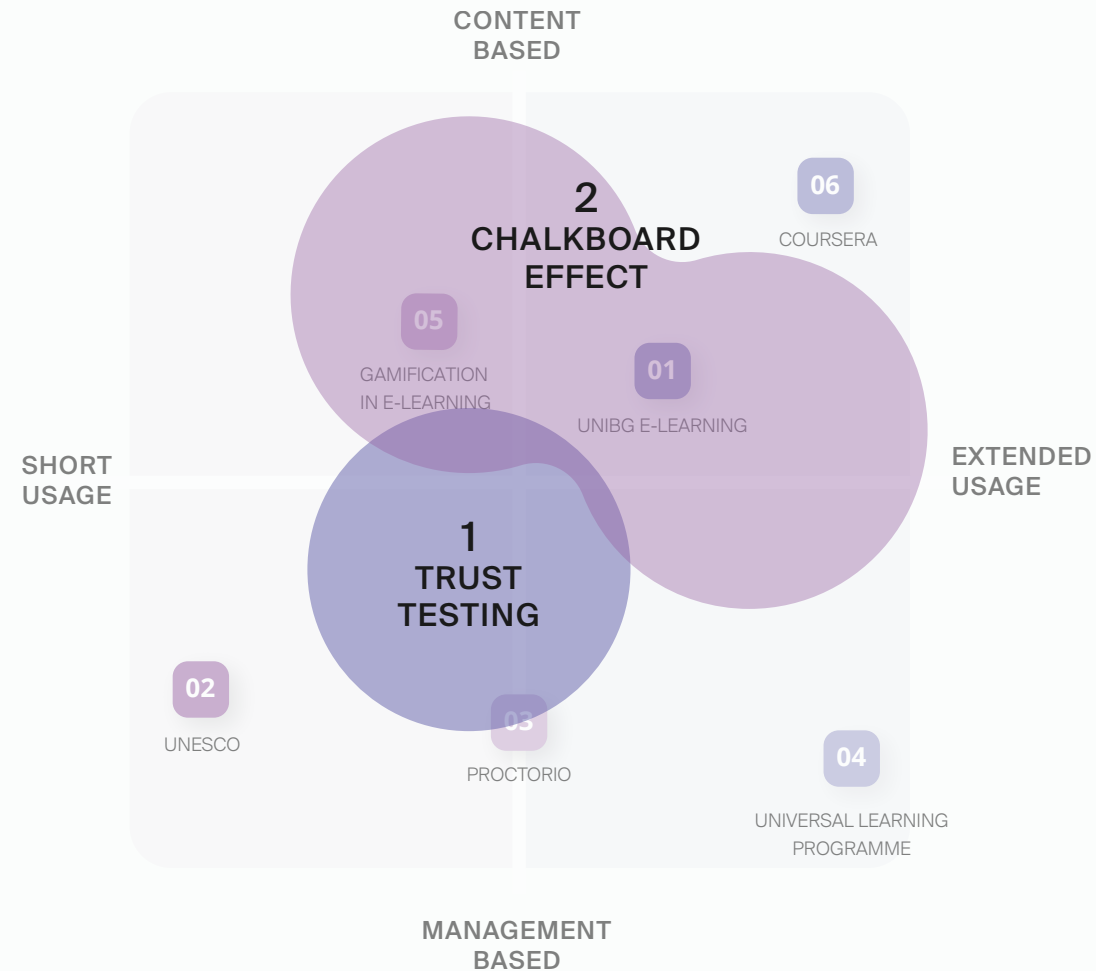 CONTENT
BASED
06
COURSERA
2
CHALKBOARD
EFFECT
05
GAMIFICATION
IN E-LEARNING
01
UNIBG E-LEARNING
SHORT
USAGE
EXTENDED
USAGE
1
TRUST
TESTING
02
UNESCO
03
PROCTORIO
04
UNIVERSAL LEARNING
PROGRAMME
MANAGEMENT
BASED